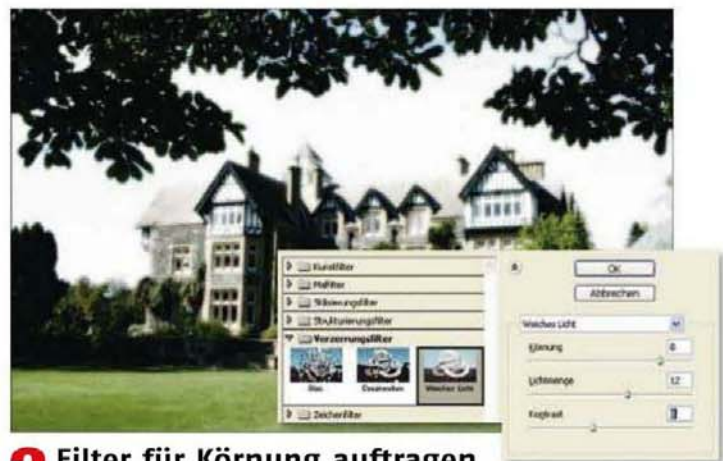 Kunstfilter
Malfilter
Stilisierungsfilter
Strukturierungsfilter
Verzerrungsfilter
Glas
Ozeanwellen
Weiches Licht
Zeichenfilter
OK
Abbrechen
Weiches Licht
Körnung
8
Lichtmenge
12
Kontrast
Filter für Körnung auftragen